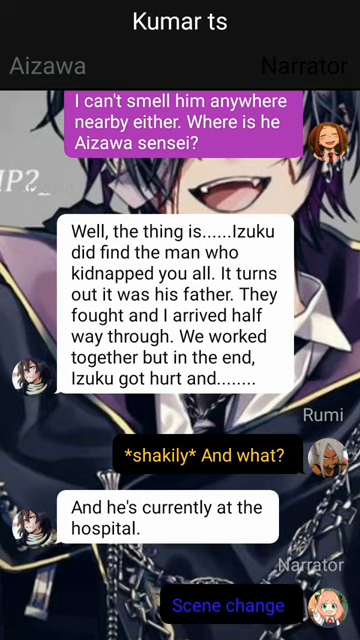 Kumar ts
Aizawa
Narrator
I can't smell him anywhere
nearby either. Where is he
Aizawa sensei?
Aizawa
Well, the thing is......Izuku
did find the man who
kidnapped you all. It turns
out it was his father. They
fought and I arrived half
way through. We worked
together but in the end,
Izuku got hurt and........
Rumi
*shakily* And what?
And he's currently at the
hospital.
Narrator
Scene change